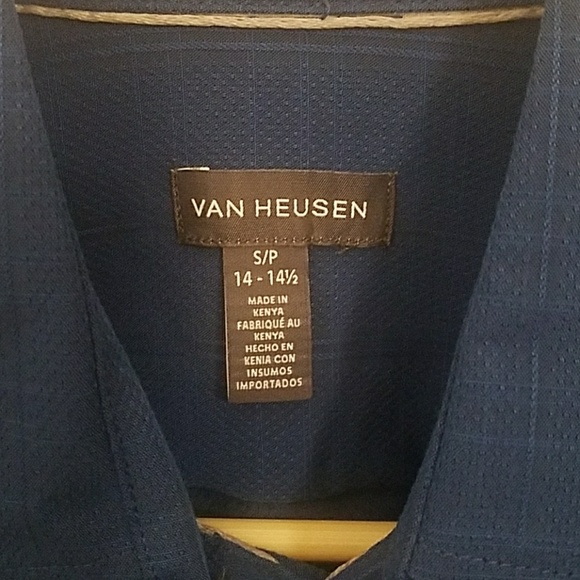 VAN HEUSEN
S/P
14 - 14½
MADE IN
KENYA
FABRIQUÉ AU
KENYA
HECHO EN
KENIA CON
INSUMOS
IMPORTADOS